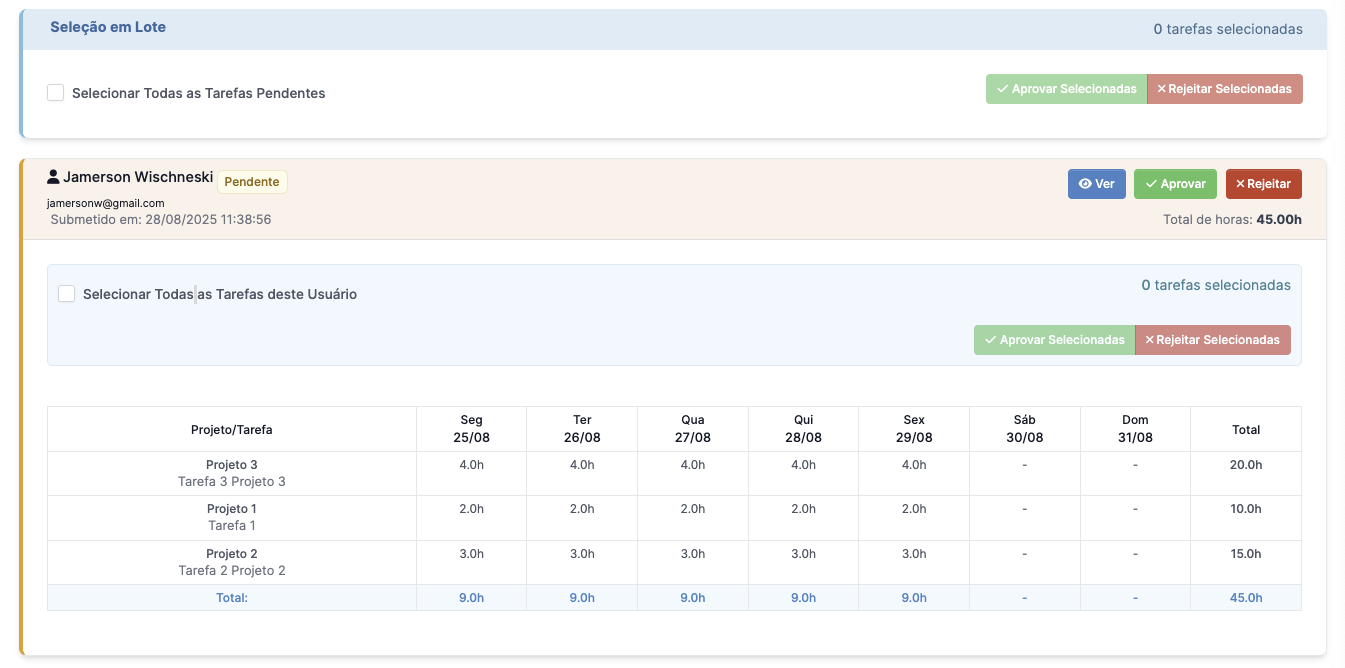 Seleção em Lote
0 tarefas selecionadas
Selecionar Todas as Tarefas Pendentes
Aprovar Selecionadas
Rejeitar Selecionadas
Jamerson Wischneski Pendente
Ver
Aprovar
Rejeitar
jamersonw@gmail.com
Submetido em: 28/08/2025 11:38:56
Total de horas: 45.00h
Selecionar Todas as Tarefas deste Usuário
0 tarefas selecionadas
Aprovar Selecionadas
Rejeitar Selecionadas
Projeto/Tarefa Seg 25/08 Ter 26/08 Qua 27/08 Qui 28/08 Sex 29/08 Sáb 30/08 Dom 31/08 Total
Projeto 3 4.0h 4.0h 4.0h 4.0h 4.0h - - 20.0h
Tarefa 3 Projeto 3
Projeto 1 2.0h 2.0h 2.0h 2.0h 2.0h - - 10.0h
Tarefa 1
Projeto 2 3.0h 3.0h 3.0h 3.0h 3.0h - - 15.0h
Tarefa 2 Projeto 2
Total: 9.0h 9.0h 9.0h 9.0h 9.0h - - 45.0h